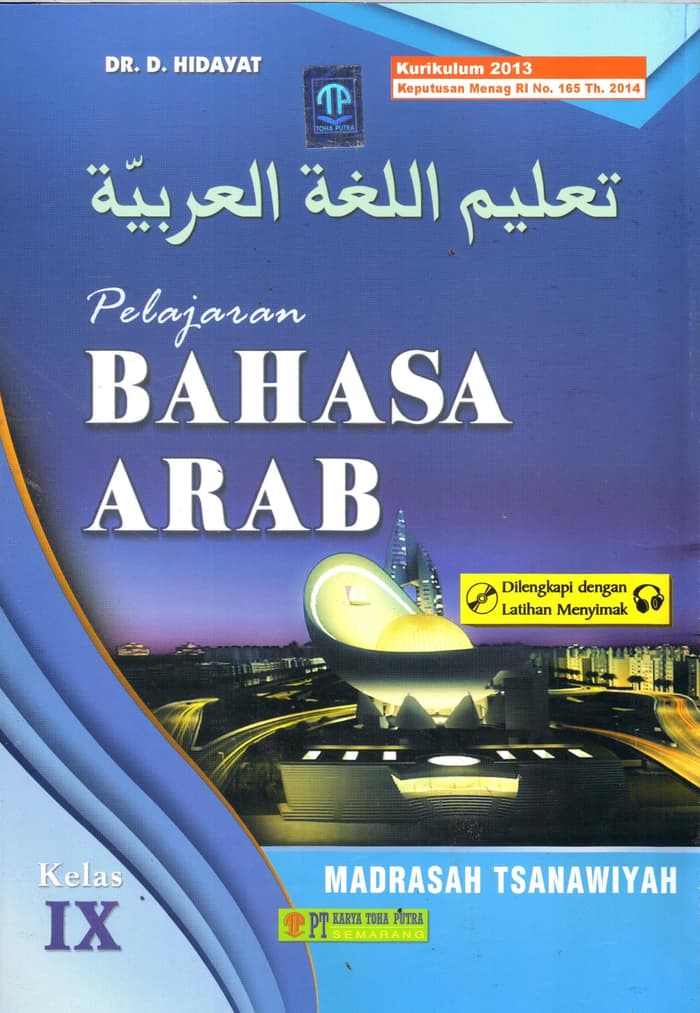 DR. D. HIDAYAT
TP
TOHA PUTRA
Kurikulum 2013
Keputusan Menag RI No. 165 Th. 2014
تعليم اللغة العربيّة
Pelajaran
BAHASA
ARAB
Dilengkapi dengan
Latihan Menyimak
Kelas
IX
MADRASAH TSANAWIYAH
PT KARYA TOHA PUTRA
SEMARANG